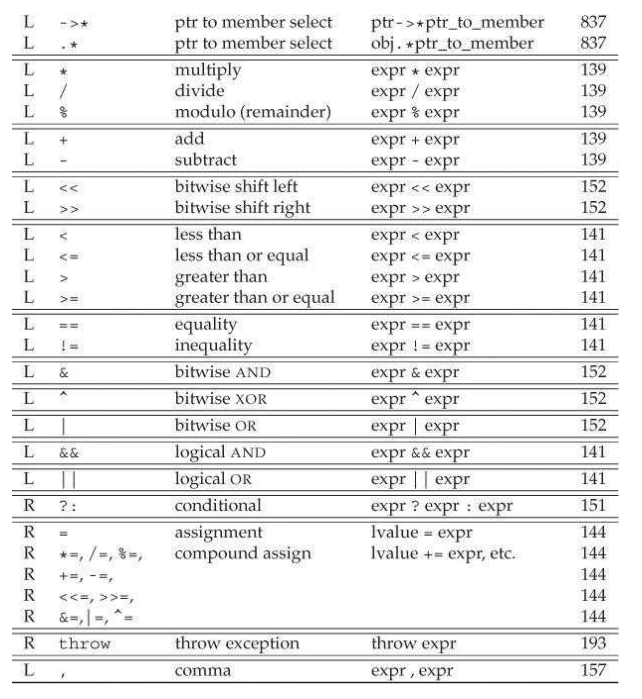 L ->* ptr to member select ptr->*ptr_to_member 837
L .* ptr to member select obj.*ptr_to_member 837
L * multiply expr * expr 139
L / divide expr / expr 139
L % modulo (remainder) expr % expr 139
L + add expr + expr 139
L - subtract expr - expr 139
L << bitwise shift left expr << expr 152
L >> bitwise shift right expr >> expr 152
L < less than expr < expr 141
L <= less than or equal expr <= expr 141
L > greater than expr > expr 141
L >= greater than or equal expr >= expr 141
L == equality expr == expr 141
L != inequality expr != expr 141
L & bitwise AND expr & expr 152
L ^ bitwise XOR expr ^ expr 152
L | bitwise OR expr | expr 152
L && logical AND expr && expr 141
L || logical OR expr || expr 141
R ?: conditional expr ? expr : expr 151
R = assignment lvalue = expr 144
R *=, /=, %=, compound assign lvalue += expr, etc. 144
R +=, -=, 144
R <<=, >>=, 144
R &=, |=, ^= 144
R throw throw exception throw expr 193
L , comma expr , expr 157